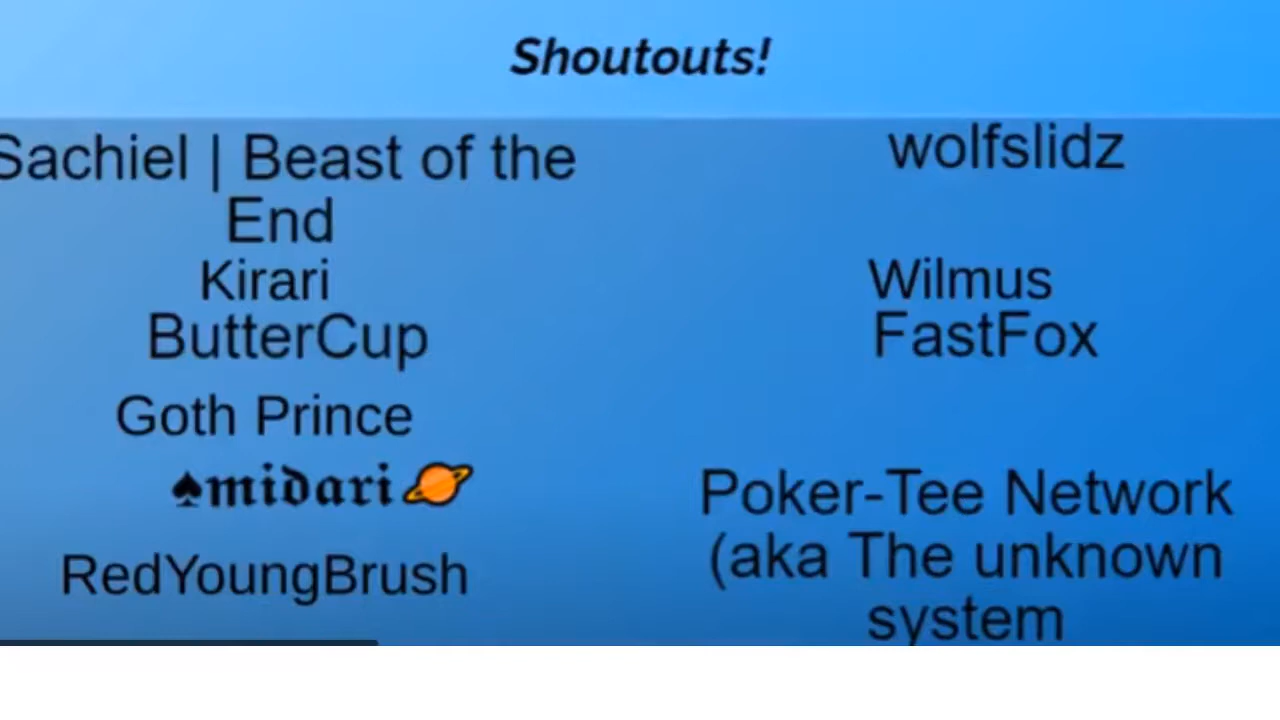 Shoutouts!
Sachiel | Beast of the
End
Kirari
ButterCup
Goth Prince
♠𝖒𝖎𝖉𝖆𝖗𝖎🪐
RedYoungBrush
wolfslidz
Wilmus
FastFox
Poker-Tee Network
(aka The unknown
system